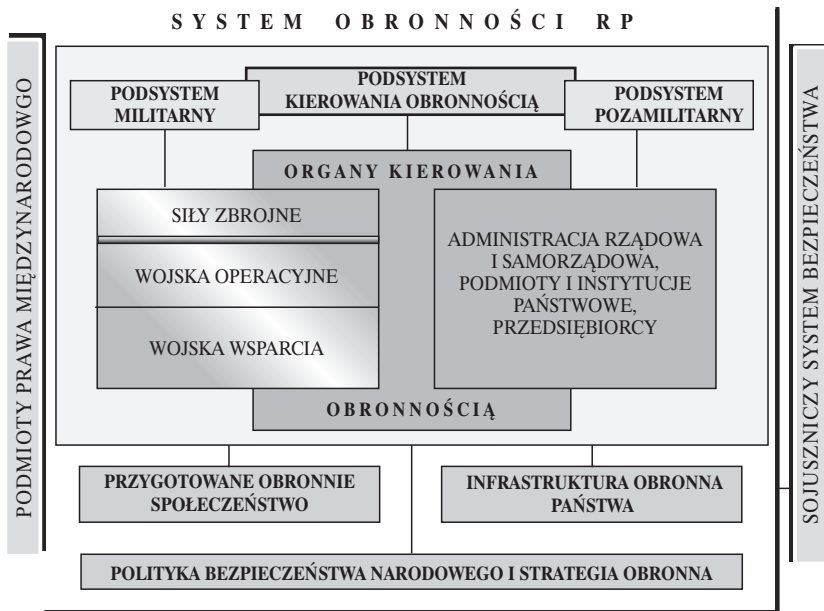 SYSTEM OBRONNOŚCI RP
PODMIOTY PRAWA MIĘDZYNARODOWGO
PODSYSTEM
MILITARNY
PODSYSTEM
KIEROWANIA OBRONNOŚCIĄ
PODSYSTEM
POZAMILITARNY
ORGANY KIEROWANIA
SIŁY ZBROJNE
WOJSKA OPERACYJNE
WOJSKA WSPARCIA
ADMINISTRACJA RZĄDOWA
I SAMORZĄDOWA,
PODMIOTY I INSTYTUCJE
PAŃSTWOWE,
PRZEDSIĘBIORCY
OBRONNOŚCIĄ
PRZYGOTOWANE OBRONNIE
SPOŁECZEŃSTWO
INFRASTRUKTURA OBRONNA
PAŃSTWA
POLITYKA BEZPIECZEŃSTWA NARODOWEGO I STRATEGIA OBRONNA
SOJUSZNICZY SYSTEM BEZPIECZEŃSTWA